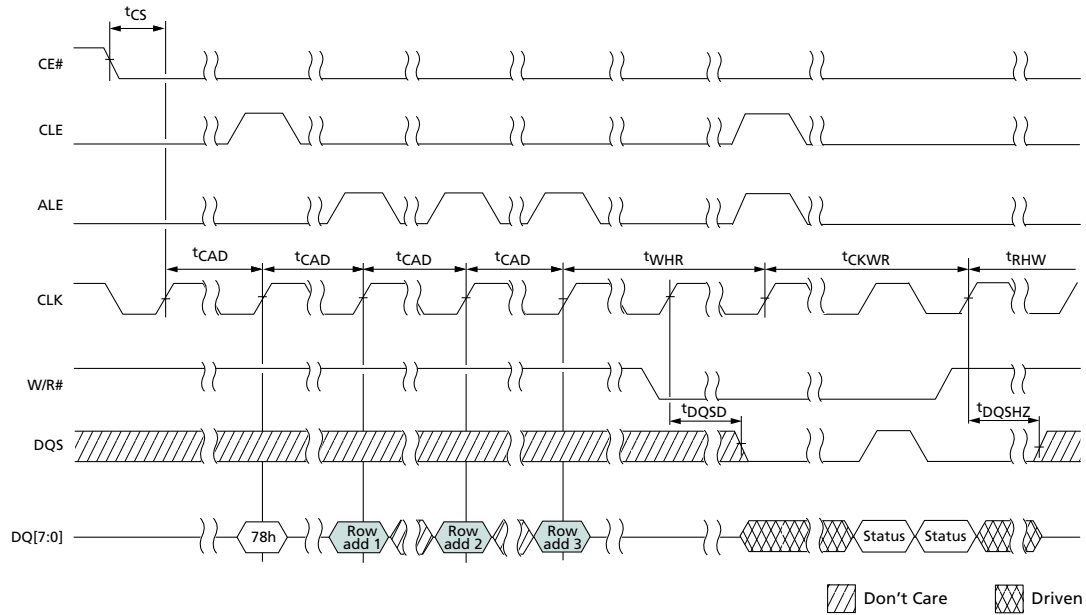 tCS
CE#
CLE
ALE
tCAD tCAD tCAD tCAD tWHR tCKWR tRHW
CLK
W/R#
tDQSD tDQSHZ
DQS
DQ[7:0] 78h Row add 1 Row add 2 Row add 3 Status Status
Don't Care Driven